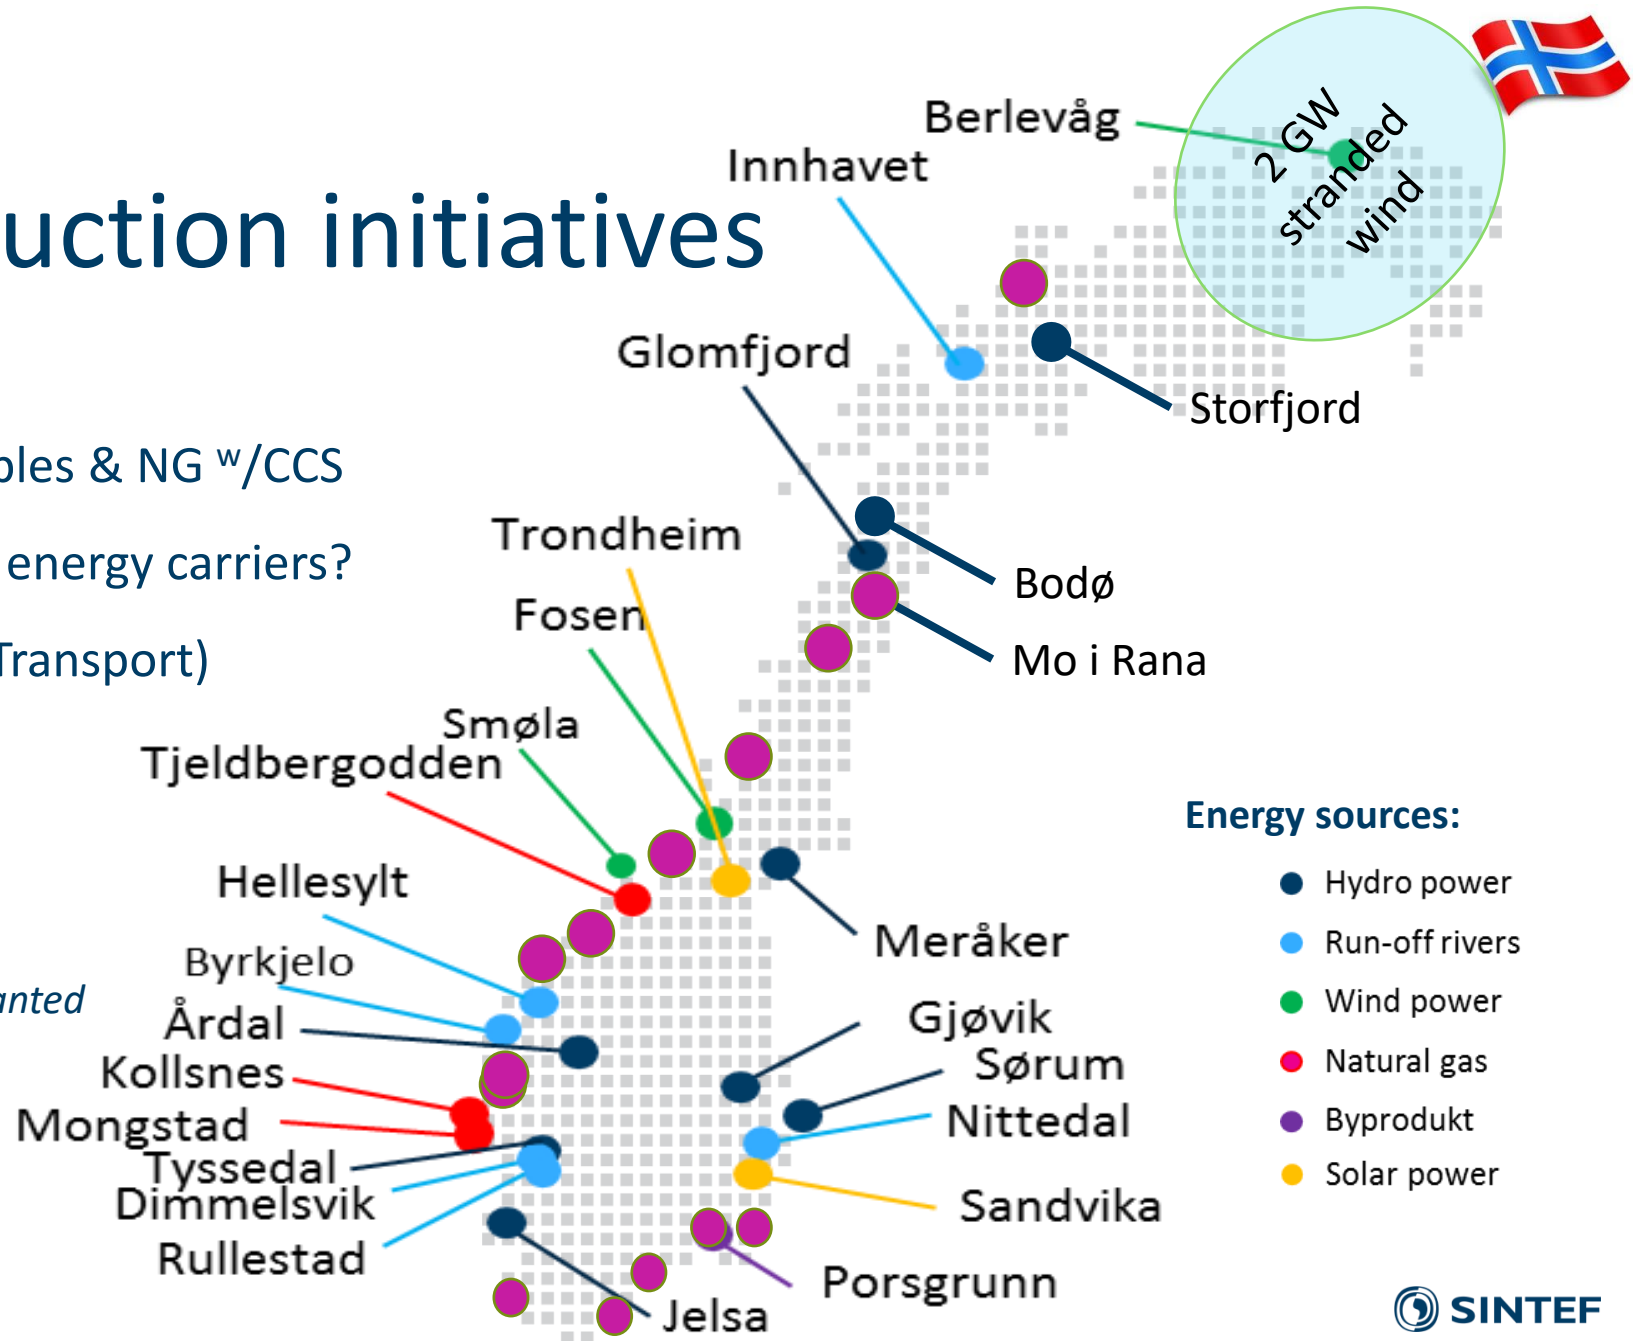 Berlevåg
2 GW
stranded
wind
Innhavet
uction initiatives
Glomfjord
Storfjord
bles & NG w/CCS
Trondheim
energy carriers?
Bodø
Fosen
Transport)
Mo i Rana
Smøla
Tjeldbergodden
Energy sources:
Hydro power
Run-off rivers
Wind power
Natural gas
Byprodukt
Solar power
Hellesylt
Meråker
Byrkjelo
anted
Årdal
Gjøvik
Kollsnes
Sørum
Mongstad
Nittedal
Tyssedal
Dimmelsvik
Sandvika
Rullestad
Porsgrunn
Jelsa
SINTEF